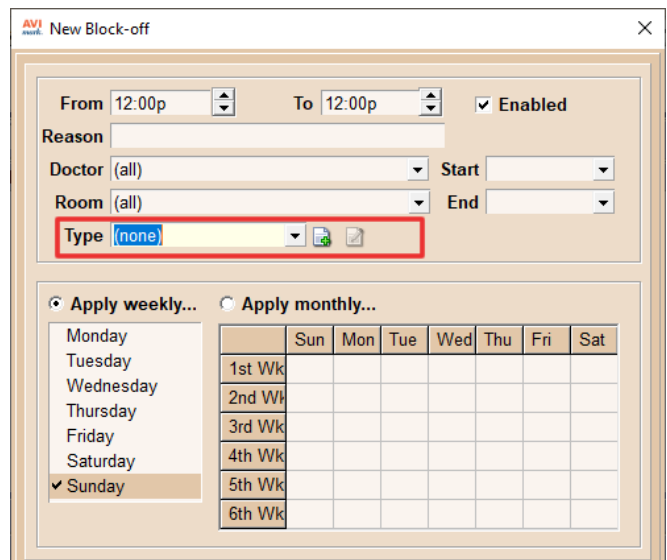 AVI mark. New Block-off
From 12:00p To 12:00p Enabled
Reason
Doctor (all) Start
Room (all) End
Type (none)
Apply weekly... Apply monthly...
Monday
Tuesday
Wednesday
Thursday
Friday
Saturday
Sunday
Sun Mon Tue Wed Thu Fri Sat
1st Wk
2nd Wk
3rd Wk
4th Wk
5th Wk
6th Wk